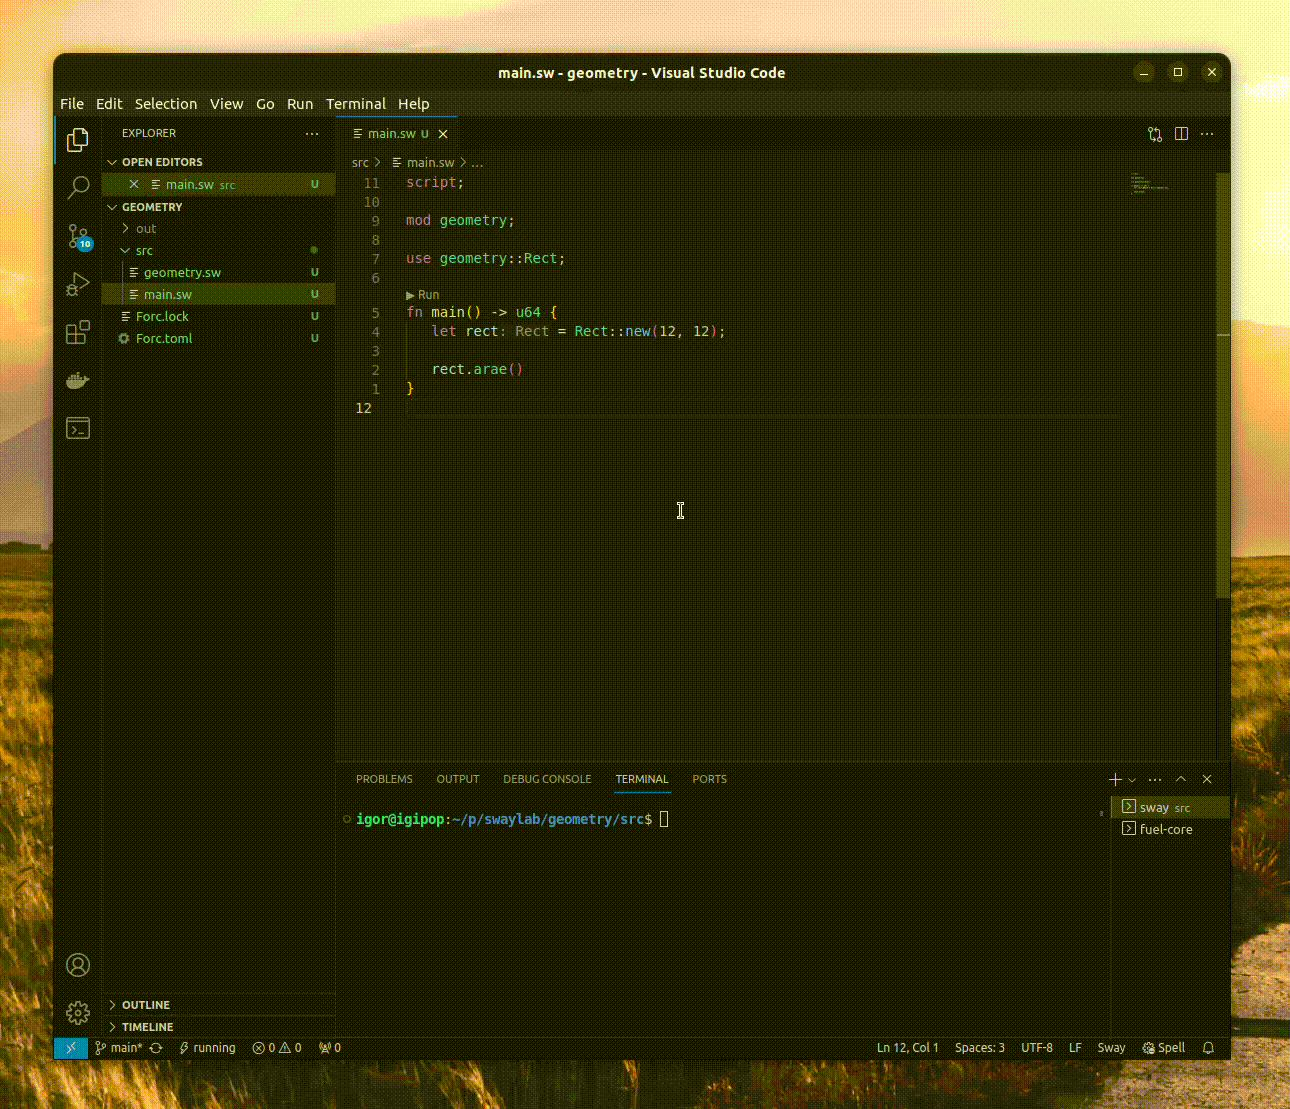 main.sw - geometry - Visual Studio Code
File Edit Selection View Go Run Terminal Help
EXPLORER
OPEN EDITORS
main.sw src U
GEOMETRY
out
src
geometry.sw U
main.sw U
Forc.lock U
Forc.toml U
10
OUTLINE
TIMELINE
main.sw U
src > main.sw > ...
11 script;
10
9 mod geometry;
8
7 use geometry::Rect;
6
▶ Run
5 fn main() -> u64 {
4 let rect: Rect = Rect::new(12, 12);
3
2 rect.arae()
1 }
12
PROBLEMS OUTPUT DEBUG CONSOLE TERMINAL PORTS
igor@igipop:~/p/swaylab/geometry/src$
sway src
fuel-core
main* running 0 0 0 Ln 12, Col 1 Spaces: 3 UTF-8 LF Sway Spell